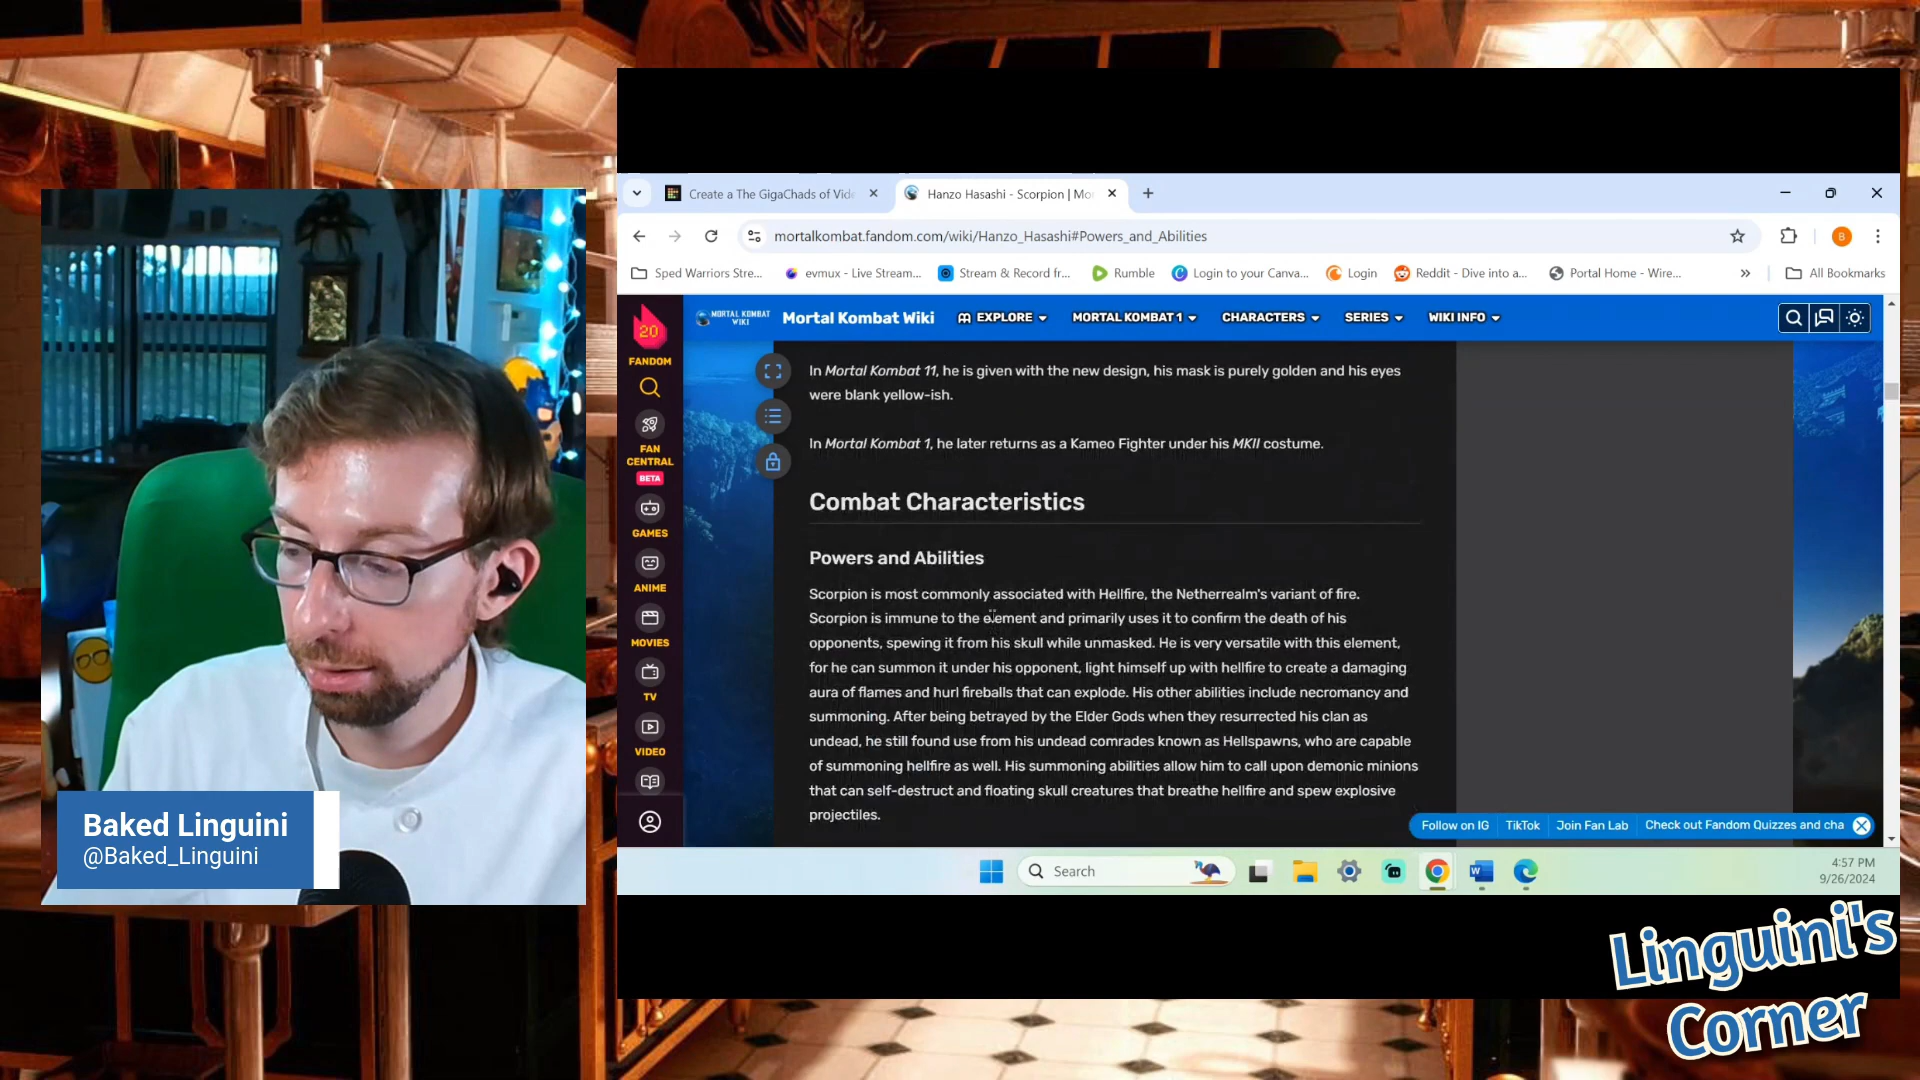 Create a The GigaChads of Vide
Hanzo Hasashi - Scorpion | Mor
mortalkombat.fandom.com/wiki/Hanzo_Hasashi#Powers_and_Abilities
B
Sped Warriors Stre...
evmux - Live Stream...
Stream & Record fr...
Rumble
Login to your Canva...
Login
Reddit - Dive into a...
Portal Home - Wire...
»
All Bookmarks
20
FANDOM
FAN
CENTRAL
BETA
GAMES
ANIME
MOVIES
TV
VIDEO
MORTAL KOMBAT
WIKI
Mortal Kombat Wiki
EXPLORE
MORTAL KOMBAT 1
CHARACTERS
SERIES
WIKI INFO
In Mortal Kombat 11, he is given with the new design, his mask is purely golden and his eyes
were blank yellow-ish.
In Mortal Kombat 1, he later returns as a Kameo Fighter under his MKII costume.
Combat Characteristics
Powers and Abilities
Scorpion is most commonly associated with Hellfire, the Netherrealm's variant of fire.
Scorpion is immune to the element and primarily uses it to confirm the death of his
opponents, spewing it from his skull while unmasked. He is very versatile with this element,
for he can summon it under his opponent, light himself up with hellfire to create a damaging
aura of flames and hurl fireballs that can explode. His other abilities include necromancy and
summoning. After being betrayed by the Elder Gods when they resurrected his clan as
undead, he still found use from his undead comrades known as Hellspawns, who are capable
of summoning hellfire as well. His summoning abilities allow him to call upon demonic minions
that can self-destruct and floating skull creatures that breathe hellfire and spew explosive
projectiles.
Follow on IG
TikTok
Join Fan Lab
Check out Fandom Quizzes and cha
Search
4:57 PM
9/26/2024
Baked Linguini
@Baked_Linguini
Linguini's
Corner